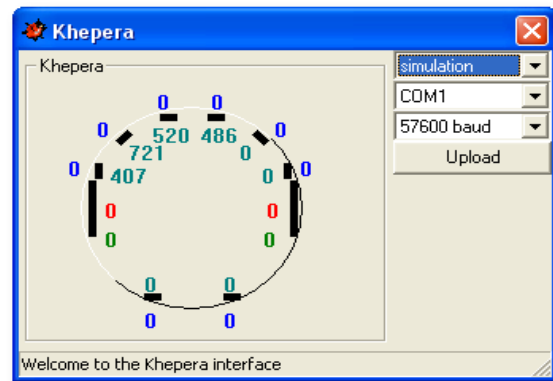 Khepera
Khepera
simulation
COM1
57600 baud
Upload
0 0
0 520 486 0
721 0
0 407 0 0
0 0
0 0
0 0
0 0
Welcome to the Khepera interface